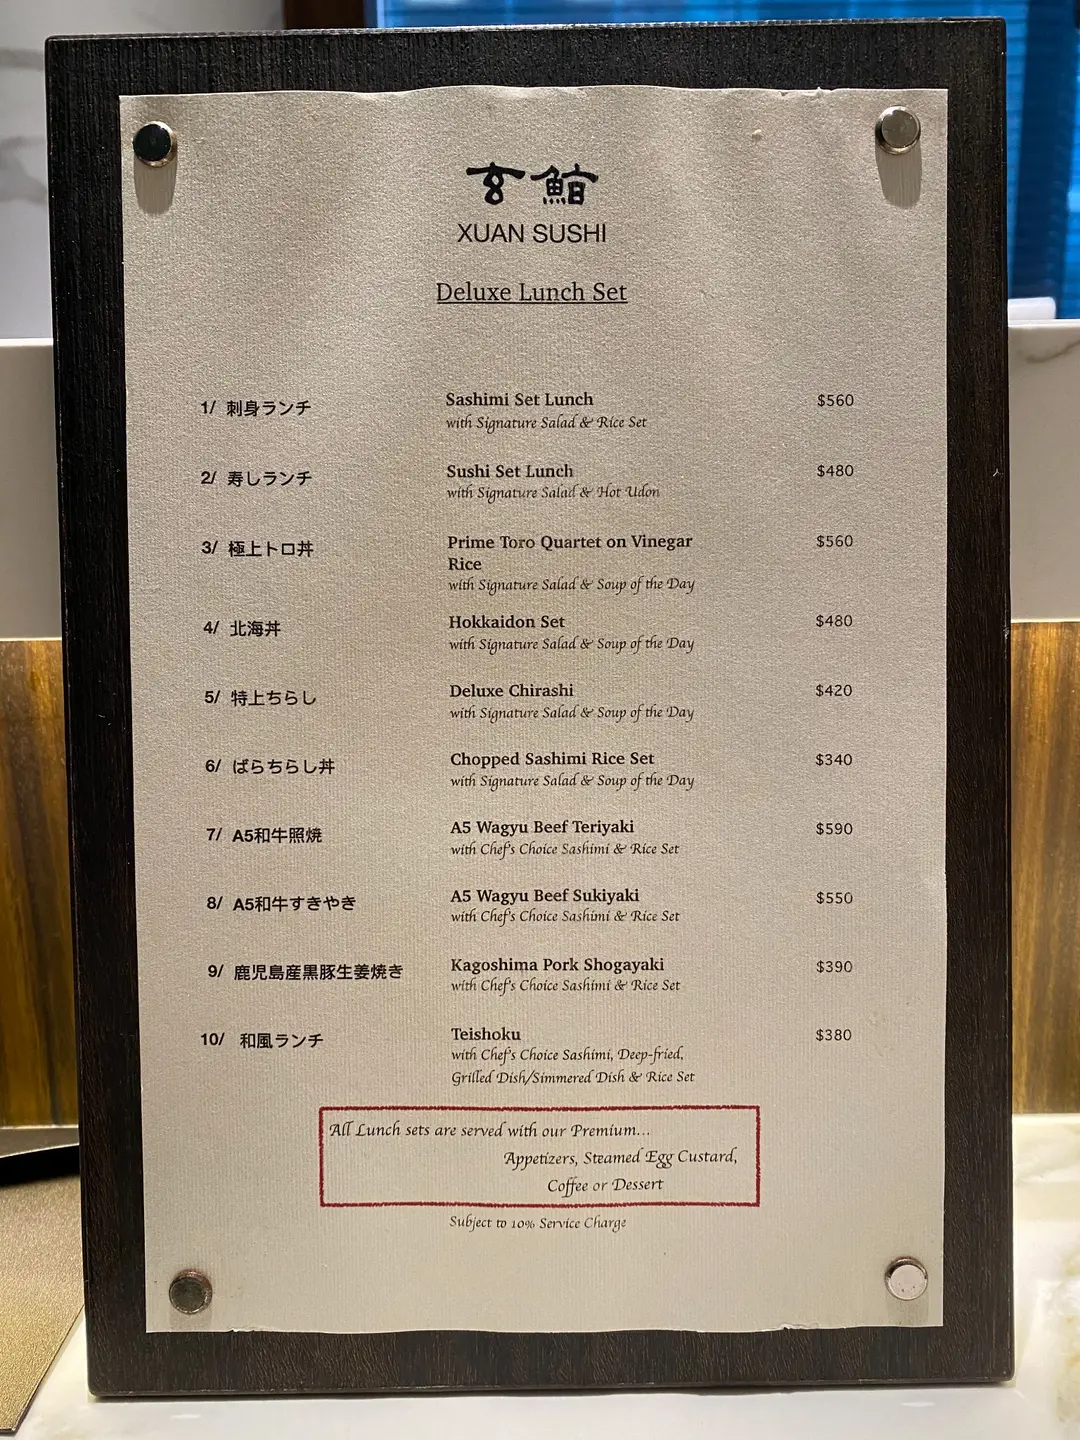 玄鮨
XUAN SUSHI
Deluxe Lunch Set
1/ 刺身ランチ Sashimi Set Lunch $560
with Signature Salad & Rice Set
2/ 寿しランチ Sushi Set Lunch $480
with Signature Salad & Hot Udon
3/ 極上トロ丼 Prime Toro Quartet on Vinegar $560
Rice
with Signature Salad & Soup of the Day
4/ 北海丼 Hokkaidon Set $480
with Signature Salad & Soup of the Day
5/ 特上ちらし Deluxe Chirashi $420
with Signature Salad & Soup of the Day
6/ ばらちらし丼 Chopped Sashimi Rice Set $340
with Signature Salad & Soup of the Day
7/ A5和牛照焼 A5 Wagyu Beef Teriyaki $590
with Chef's Choice Sashimi & Rice Set
8/ A5和牛すきやき A5 Wagyu Beef Sukiyaki $550
with Chef's Choice Sashimi & Rice Set
9/ 鹿児島産黒豚生姜焼き Kagoshima Pork Shogayaki $390
with Chef's Choice Sashimi & Rice Set
10/ 和風ランチ Teishoku $380
with Chef's Choice Sashimi, Deep-fried,
Grilled Dish/Simmered Dish & Rice Set
All Lunch sets are served with our Premium...
Appetizers, Steamed Egg Custard,
Coffee or Dessert
Subject to 10% Service Charge